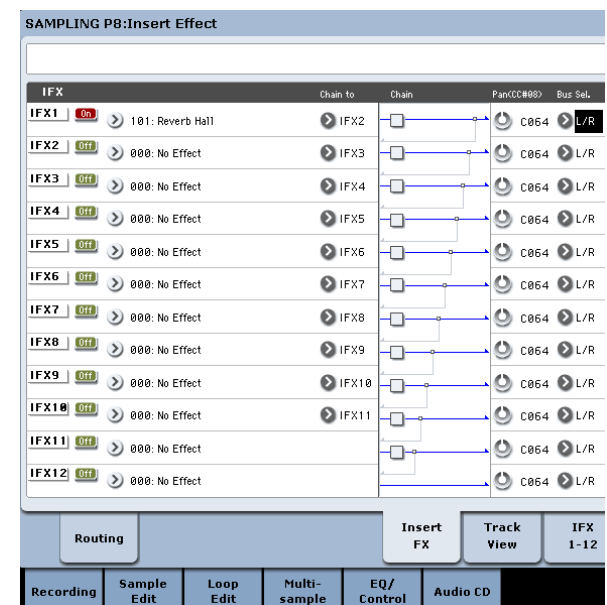 SAMPLING P8:Insert Effect
IFX Chain to Chain Pan(CC#08) Bus Sel.
IFX1 On 101: Reverb Hall IFX2 C064 L/R
IFX2 Off 000: No Effect IFX3 C064 L/R
IFX3 Off 000: No Effect IFX4 C064 L/R
IFX4 Off 000: No Effect IFX5 C064 L/R
IFX5 Off 000: No Effect IFX6 C064 L/R
IFX6 Off 000: No Effect IFX7 C064 L/R
IFX7 Off 000: No Effect IFX8 C064 L/R
IFX8 Off 000: No Effect IFX9 C064 L/R
IFX9 Off 000: No Effect IFX10 C064 L/R
IFX10 Off 000: No Effect IFX11 C064 L/R
IFX11 Off 000: No Effect C064 L/R
IFX12 Off 000: No Effect C064 L/R
Routing
Insert
FX
Track
View
IFX
1-12
Recording
Sample
Edit
Loop
Edit
Multi-
sample
EQ/
Control
Audio CD